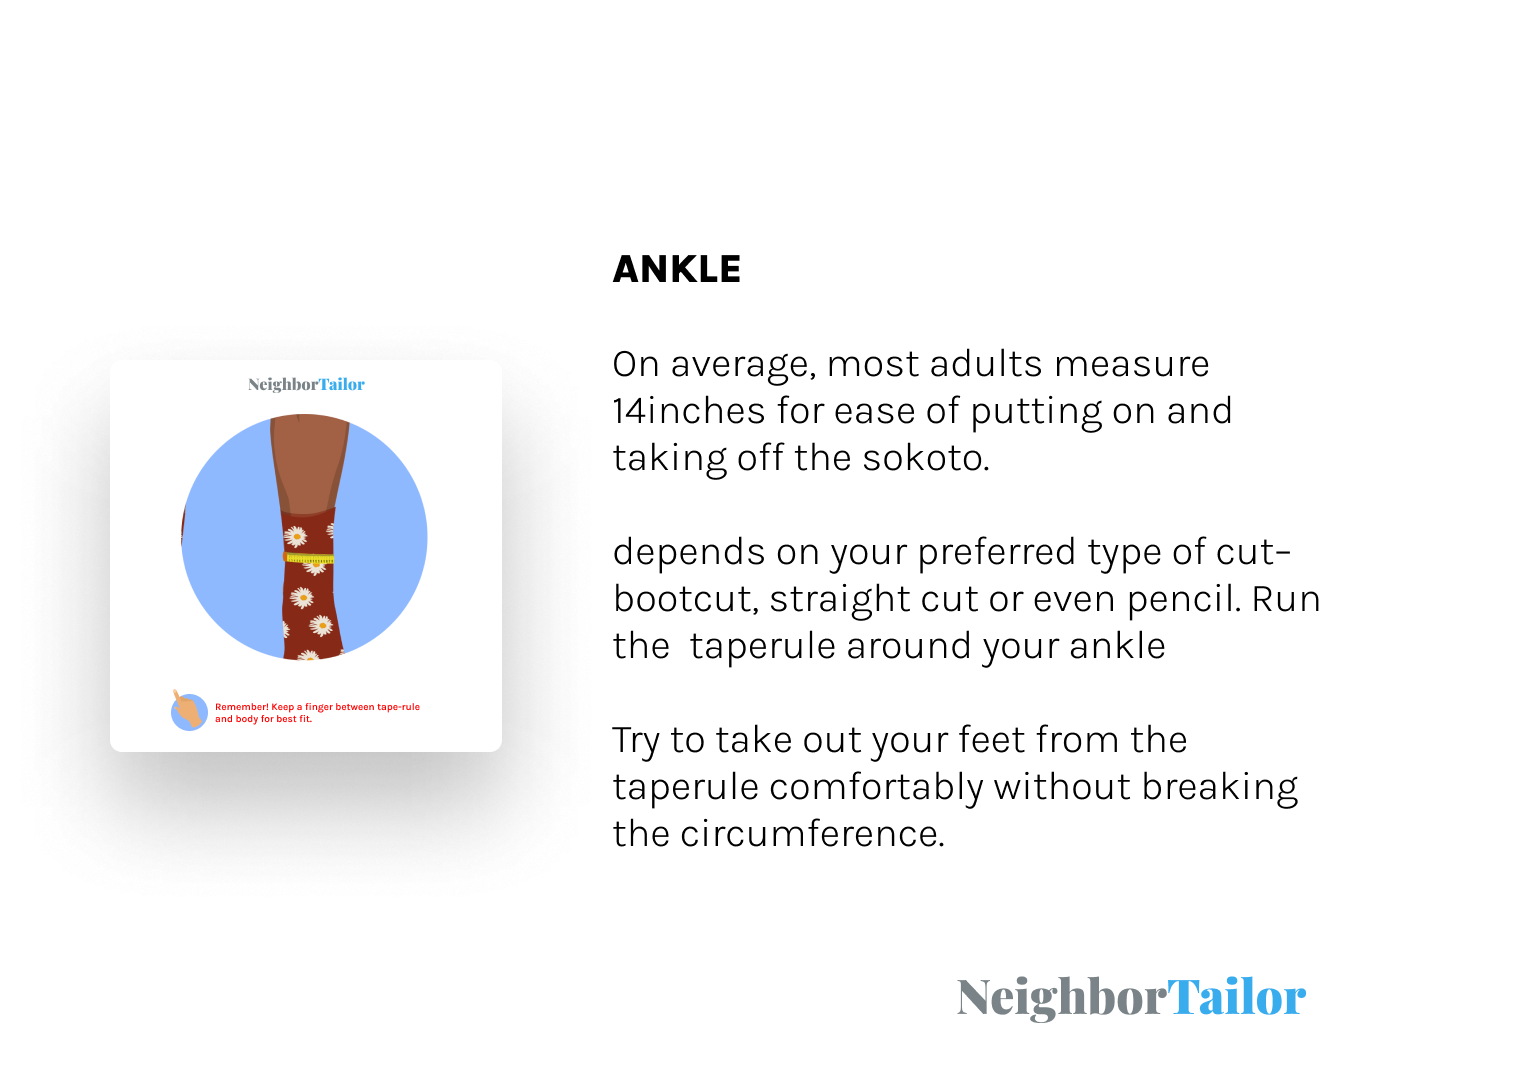 NeighborTailor
Remember! Keep a finger between tape-rule
and body for best fit.
ANKLE
On average, most adults measure
14inches for ease of putting on and
taking off the sokoto.
depends on your preferred type of cut-
bootcut, straight cut or even pencil. Run
the  taperule around your ankle
Try to take out your feet from the
taperule comfortably without breaking
the circumference.
NeighborTailor